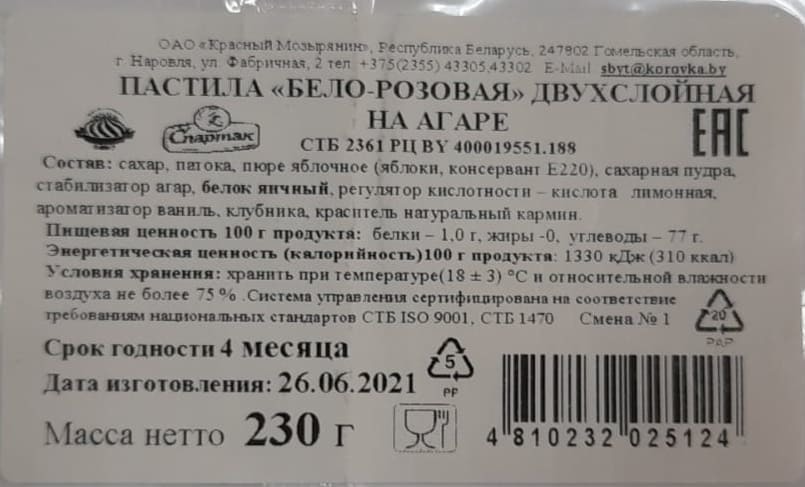 ОАО «Красный Мозырянин», Республика Беларусь, 247802 Гомельская область,
г. Наровля, ул. Фабричная, 2 тел. +375(2355) 43305,43302 E-Mail sbyt@korovka.by
ПАСТИЛА «БЕЛО-РОЗОВАЯ» ДВУХСЛОЙНАЯ
НА АГАРЕ
Спартак
ЕАС
СТБ 2361 РЦ BY 400019551.188
Состав: сахар, патока, пюре яблочное (яблоки, консервант Е220), сахарная пудра,
стабилизатор агар, белок яичный, регулятор кислотности – кислота лимонная,
ароматизатор ваниль, клубника, краситель натуральный кармин.
Пищевая ценность 100 г продукта: белки – 1,0 г, жиры -0, углеводы – 77 г.
Энергетическая ценность (калорийность)100 г продукта: 1330 кДж (310 ккал)
Условия хранения: хранить при температуре(18 ± 3) °С и относительной влажности
воздуха не более 75 % .Система управления сертифицирована на соответствие
требованиям национальных стандартов СТБ ISO 9001, СТБ 1470 Смена № 1
20
PAP
Срок годности 4 месяца
5
PP
Дата изготовления: 26.06.2021
Масса нетто 230 г
4 810232 025124